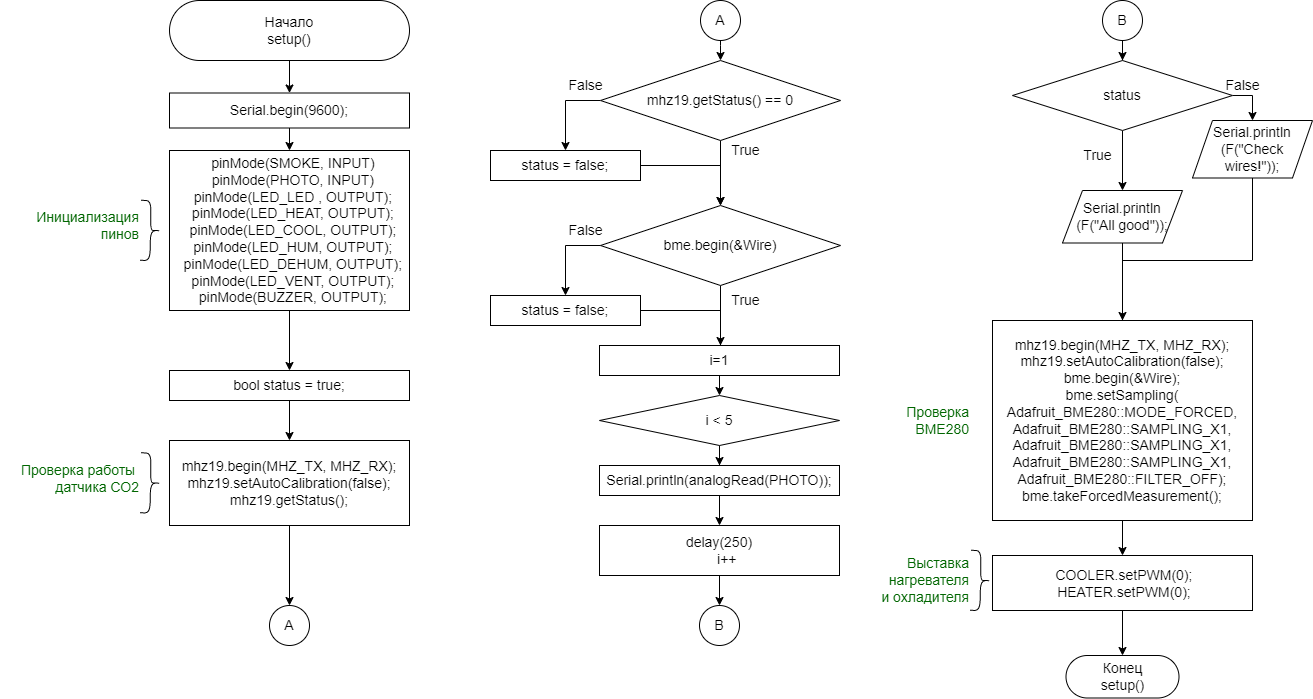 Начало
setup()
Serial.begin(9600);
pinMode(SMOKE, INPUT)
pinMode(PHOTO, INPUT)
pinMode(LED_LED , OUTPUT);
pinMode(LED_HEAT, OUTPUT);
pinMode(LED_COOL, OUTPUT);
pinMode(LED_HUM, OUTPUT);
pinMode(LED_DEHUM, OUTPUT);
pinMode(LED_VENT, OUTPUT);
pinMode(BUZZER, OUTPUT);
Инициализация
пинов
bool status = true;
Проверка работы
датчика CO2
mhz19.begin(MHZ_TX, MHZ_RX);
mhz19.setAutoCalibration(false);
mhz19.getStatus();
A
A
mhz19.getStatus() == 0
False
True
status = false;
bme.begin(&Wire)
False
True
status = false;
i=1
i < 5
Serial.println(analogRead(PHOTO));
delay(250)
i++
B
B
status
False
True
Serial.println
(F("Check
wires!"));
Serial.println
(F("All good"));
Проверка
BME280
mhz19.begin(MHZ_TX, MHZ_RX);
mhz19.setAutoCalibration(false);
bme.begin(&Wire);
bme.setSampling(
Adafruit_BME280::MODE_FORCED,
Adafruit_BME280::SAMPLING_X1,
Adafruit_BME280::SAMPLING_X1,
Adafruit_BME280::SAMPLING_X1,
Adafruit_BME280::FILTER_OFF);
bme.takeForcedMeasurement();
Выставка
нагревателя
и охладителя
COOLER.setPWM(0);
HEATER.setPWM(0);
Конец
setup()